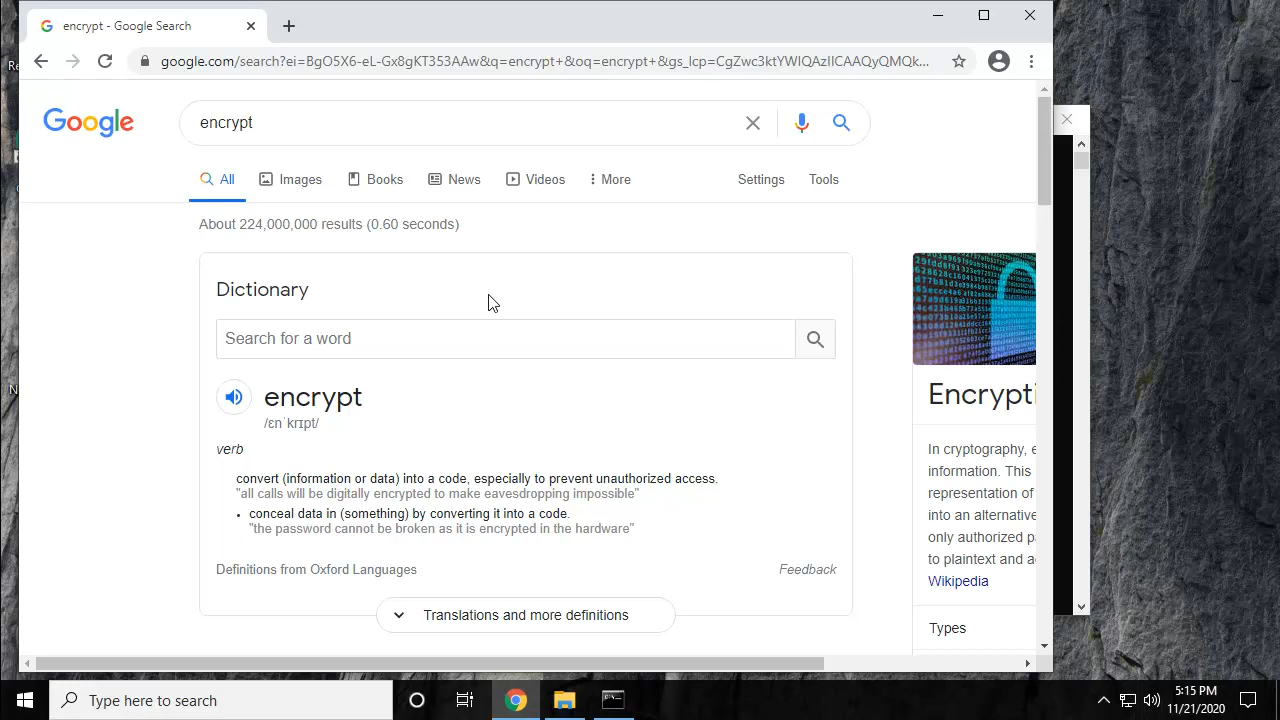 encrypt - Google Search
google.com/search?ei=BgO5X6-eL-Gx8gKT353AAw&q=encrypt+&oq=encrypt+&gs_lcp=CgZwc3ktYWIQAzIICAAQyQMQk...
Google
encrypt
All Images Books News Videos More Settings Tools
About 224,000,000 results (0.60 seconds)
Dictionary
Search for a word
encrypt
/ɛnˈkrɪpt/
verb
convert (information or data) into a code, especially to prevent unauthorized access.
"all calls will be digitally encrypted to make eavesdropping impossible"
• conceal data in (something) by converting it into a code.
"the password cannot be broken as it is encrypted in the hardware"
Definitions from Oxford Languages
Feedback
Translations and more definitions
Encrypti
In cryptography, e
information. This
representation of
into an alternative
only authorized p
to plaintext and a
Wikipedia
Types
Type here to search
5:15 PM
11/21/2020